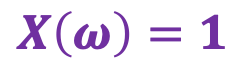 X(ω) = 1